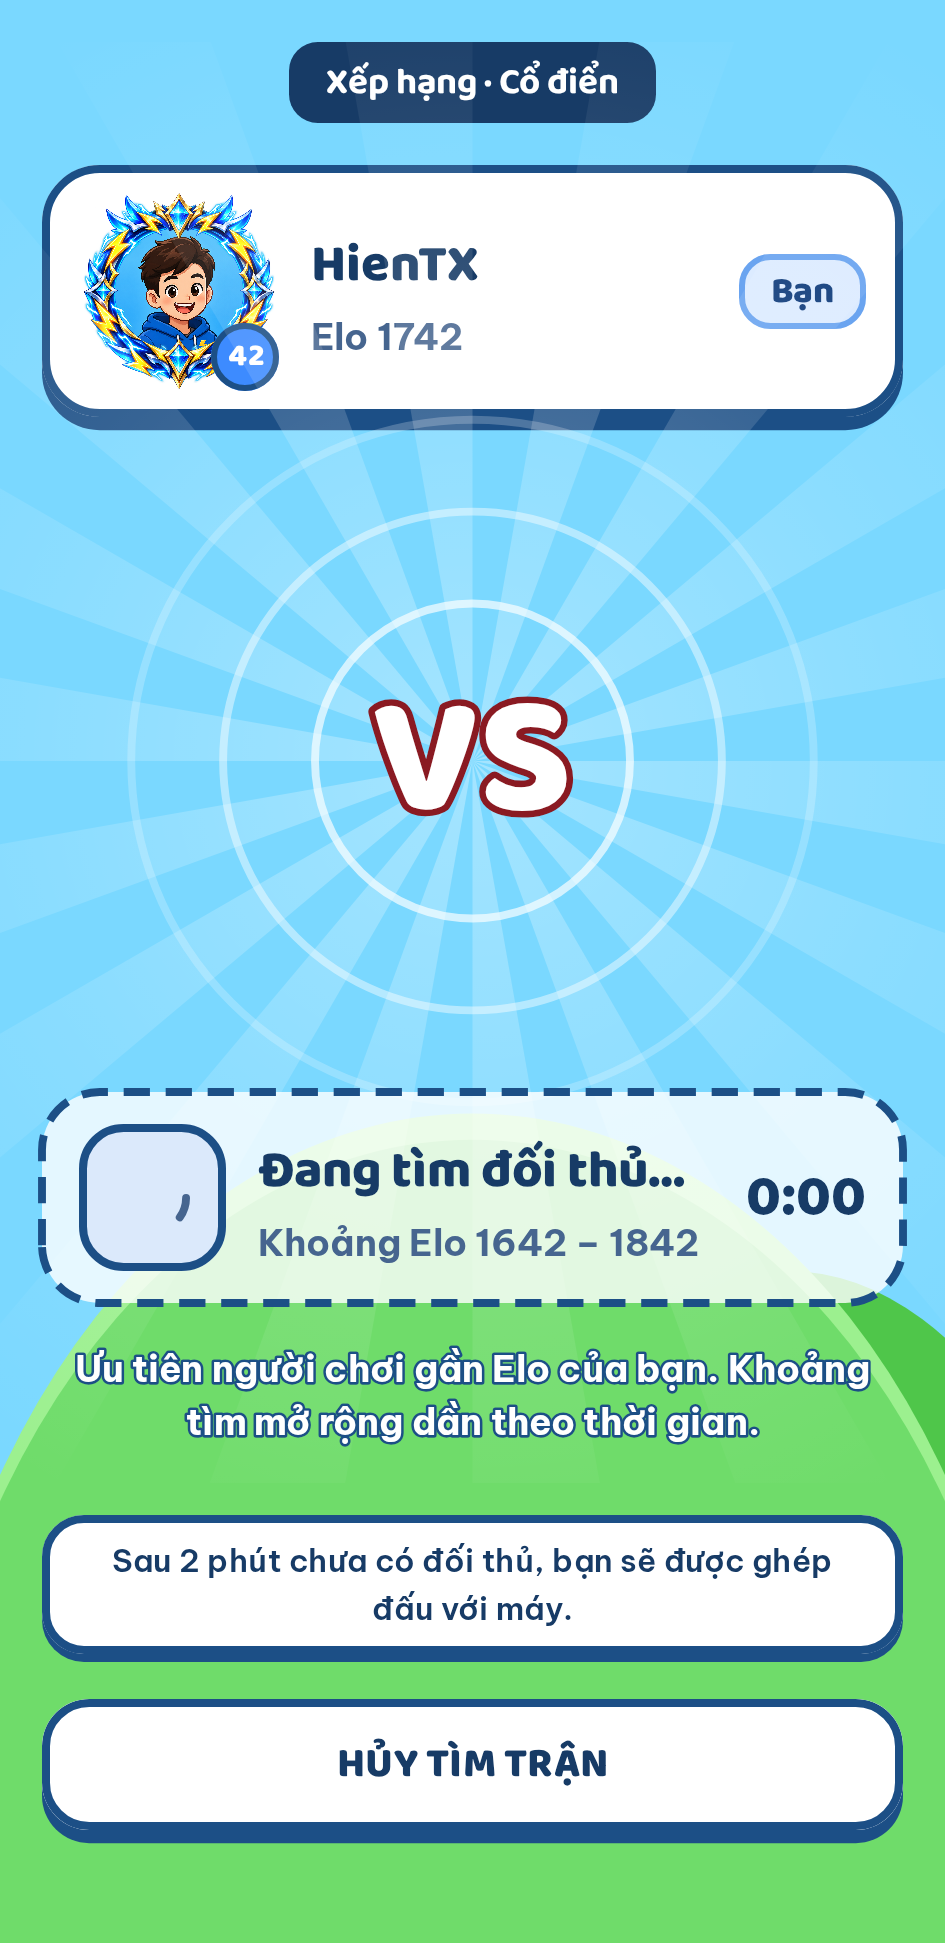 Xếp hạng · Cổ điển
HienTX
Elo 1742
42
Bạn
VS
Đang tìm đối thủ...
Khoảng Elo 1642 – 1842
0:00
Ưu tiên người chơi gần Elo của bạn. Khoảng
tìm mở rộng dần theo thời gian.
Sau 2 phút chưa có đối thủ, bạn sẽ được ghép
đấu với máy.
HỦY TÌM TRẬN